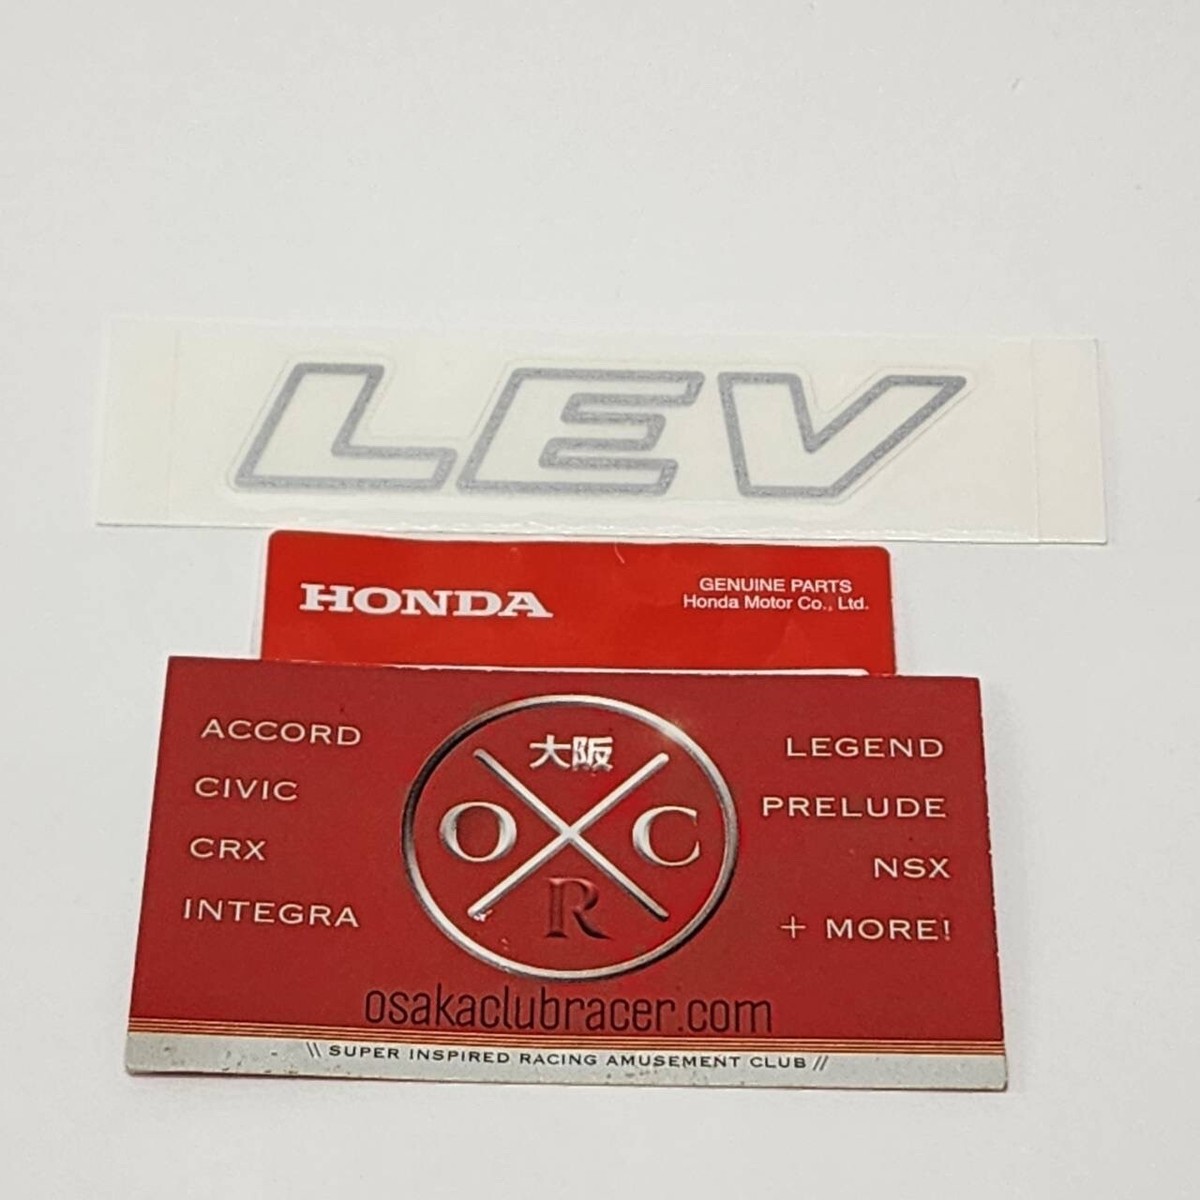 LEV
HONDA
GENUINE PARTS
Honda Motor Co., Ltd.
ACCORD
CIVIC
CRX
INTEGRA
大阪
O C
R
LEGEND
PRELUDE
NSX
+ MORE!
osakaclubracer.com
\\ SUPER INSPIRED RACING AMUSEMENT CLUB //